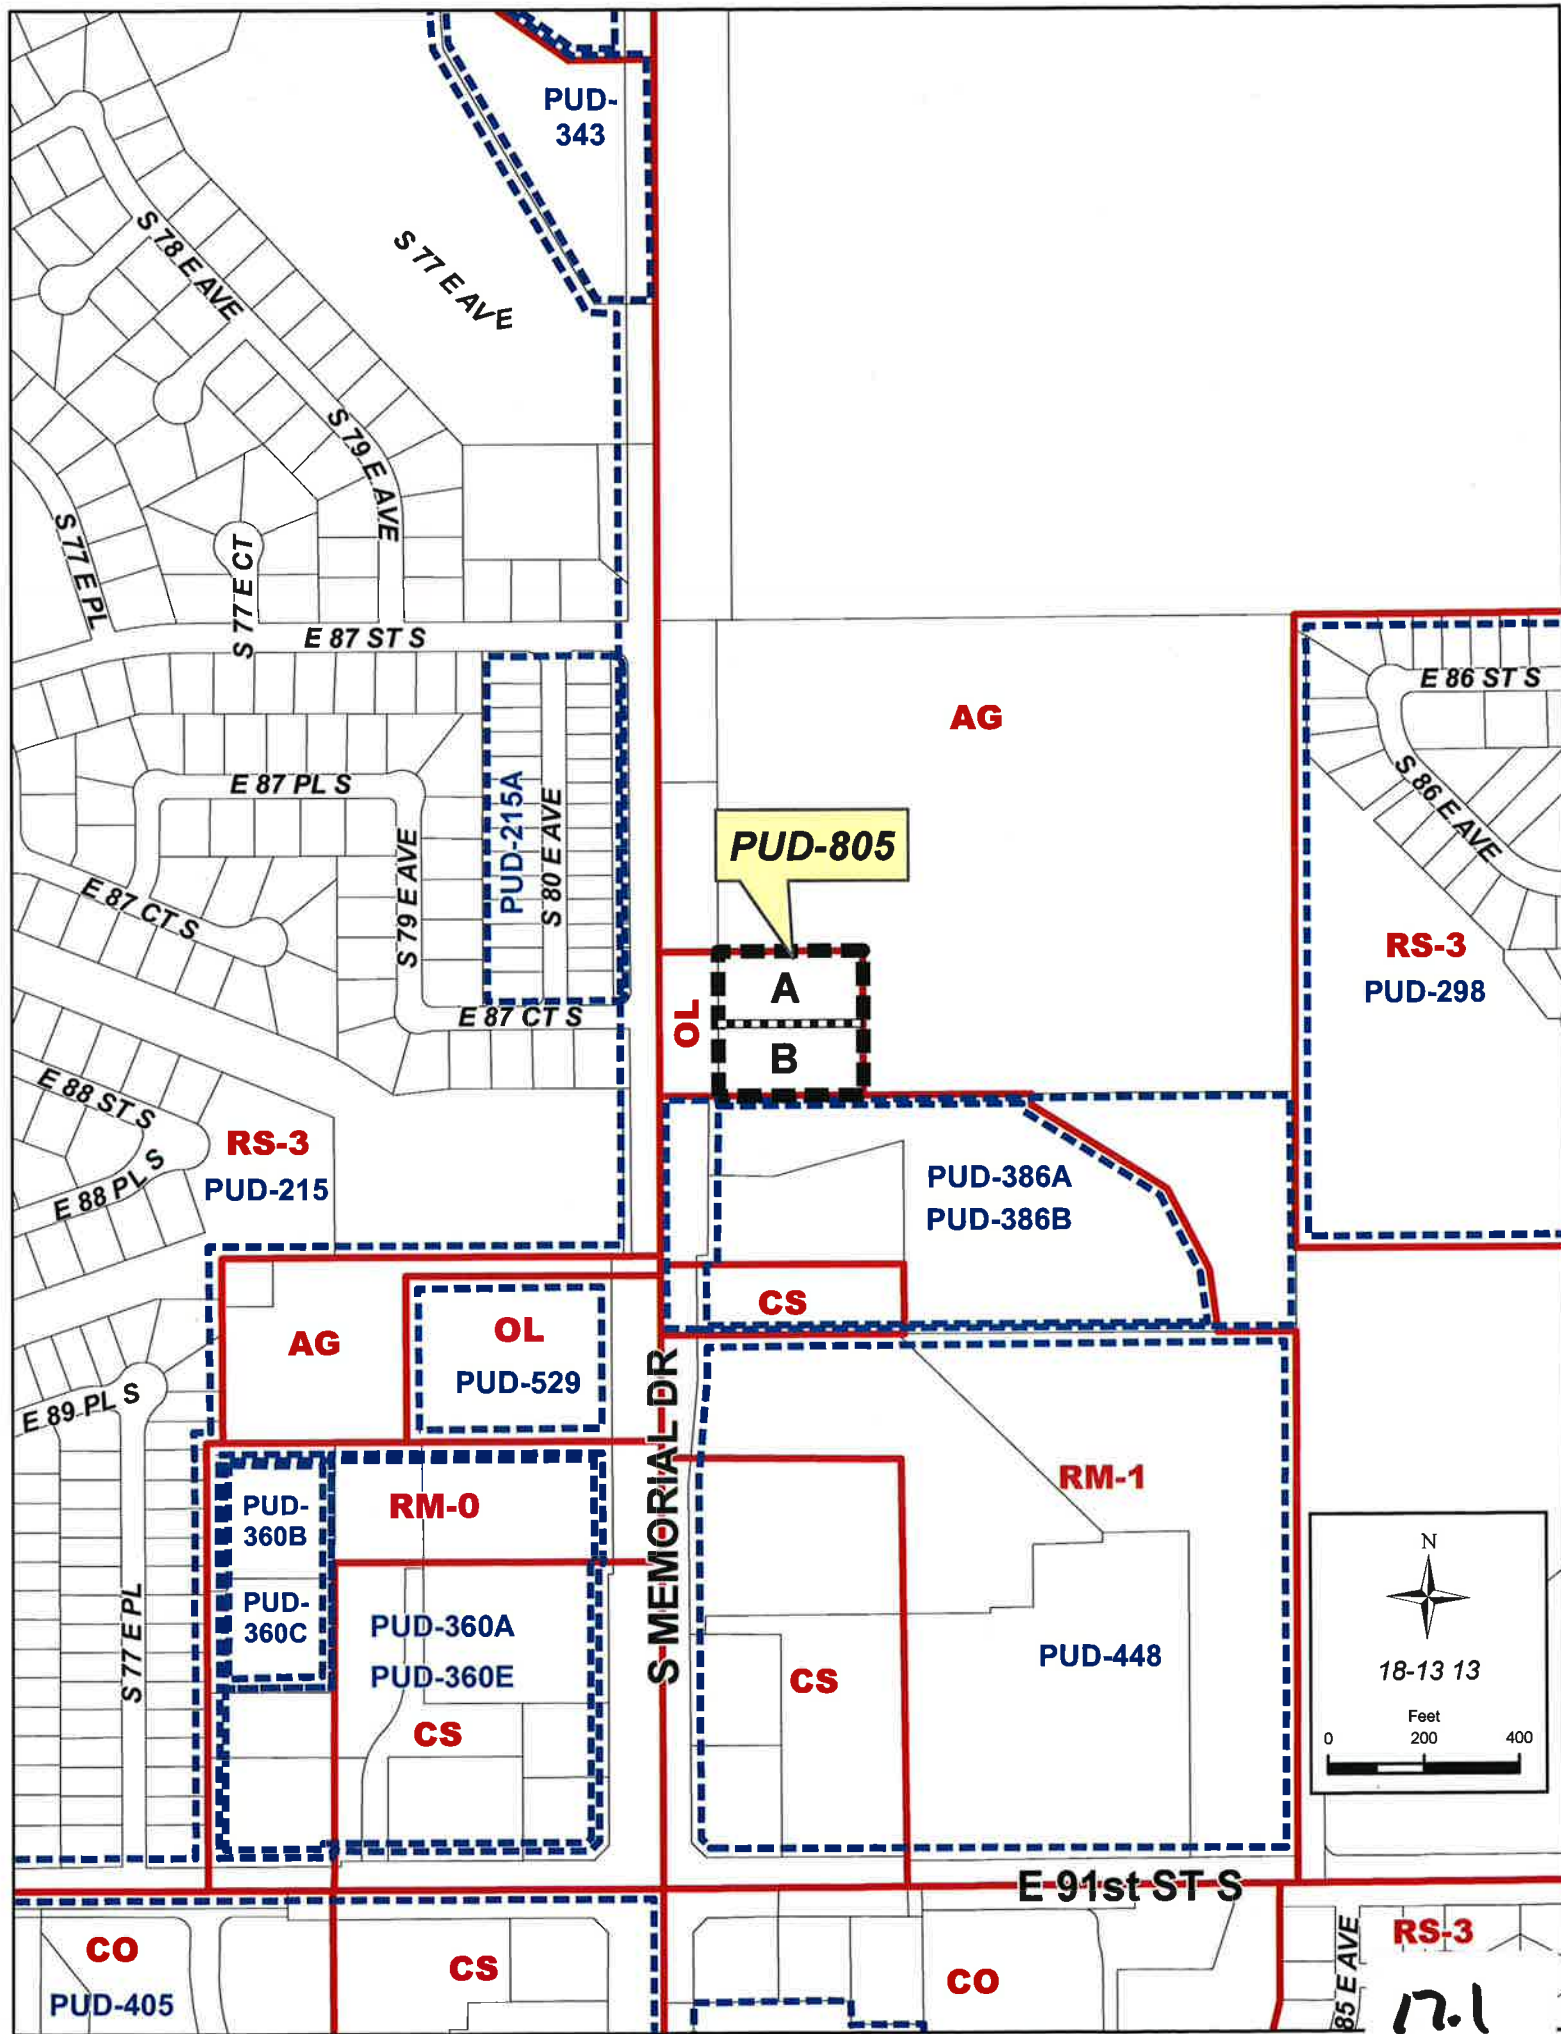 PUD-
343
S 78 E AVE
S 77 E AVE
S 79 E AVE
S 77 E PL
S 77 E CT
E 87 ST S
E 86 ST S
AG
S 86 E AVE
E 87 PL S
PUD-215A
S 80 E AVE
S 79 E AVE
PUD-805
E 87 CT S
RS-3
PUD-298
A
OL
E 87 CT S
B
E 88 ST S
RS-3
PUD-215
E 88 PL S
PUD-386A
PUD-386B
CS
AG
OL
PUD-529
E 89 PL S
S MEMORIAL DR
RM-1
PUD-
360B
RM-0
PUD-
360C
S 77 E PL
PUD-360A
PUD-360E
CS
CS
PUD-448
N
18-13 13
Feet
0 200 400
E 91st ST S
CO
PUD-405
CS
CO
85 E AVE
RS-3
17.1